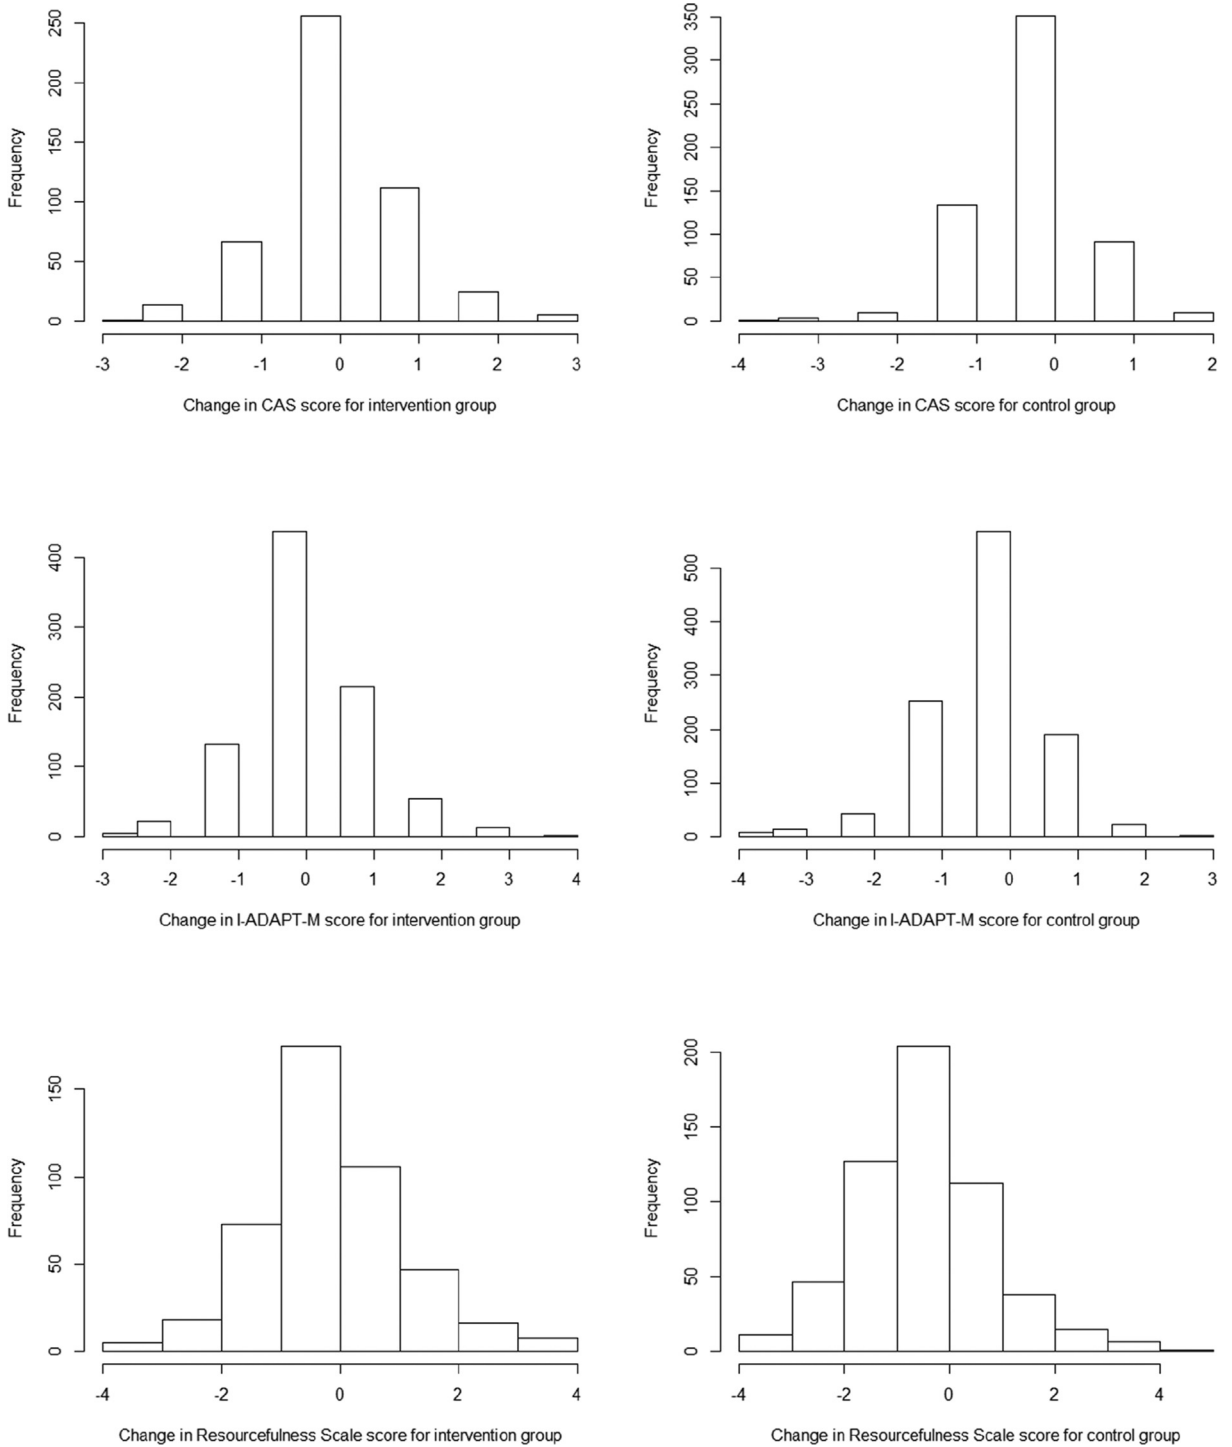 250
200
150
100
50
0
Frequency
-3 -2 -1 0 1 2 3
Change in CAS score for intervention group
350
300
250
200
150
100
50
0
Frequency
-4 -3 -2 -1 0 1 2
Change in CAS score for control group
400
300
200
100
0
Frequency
-3 -2 -1 0 1 2 3 4
Change in I-ADAPT-M score for intervention group
500
400
300
200
100
0
Frequency
-4 -3 -2 -1 0 1 2 3
Change in I-ADAPT-M score for control group
150
100
50
0
Frequency
-4 -2 0 2 4
Change in Resourcefulness Scale score for intervention group
200
150
100
50
0
Frequency
-4 -2 0 2 4
Change in Resourcefulness Scale score for control group